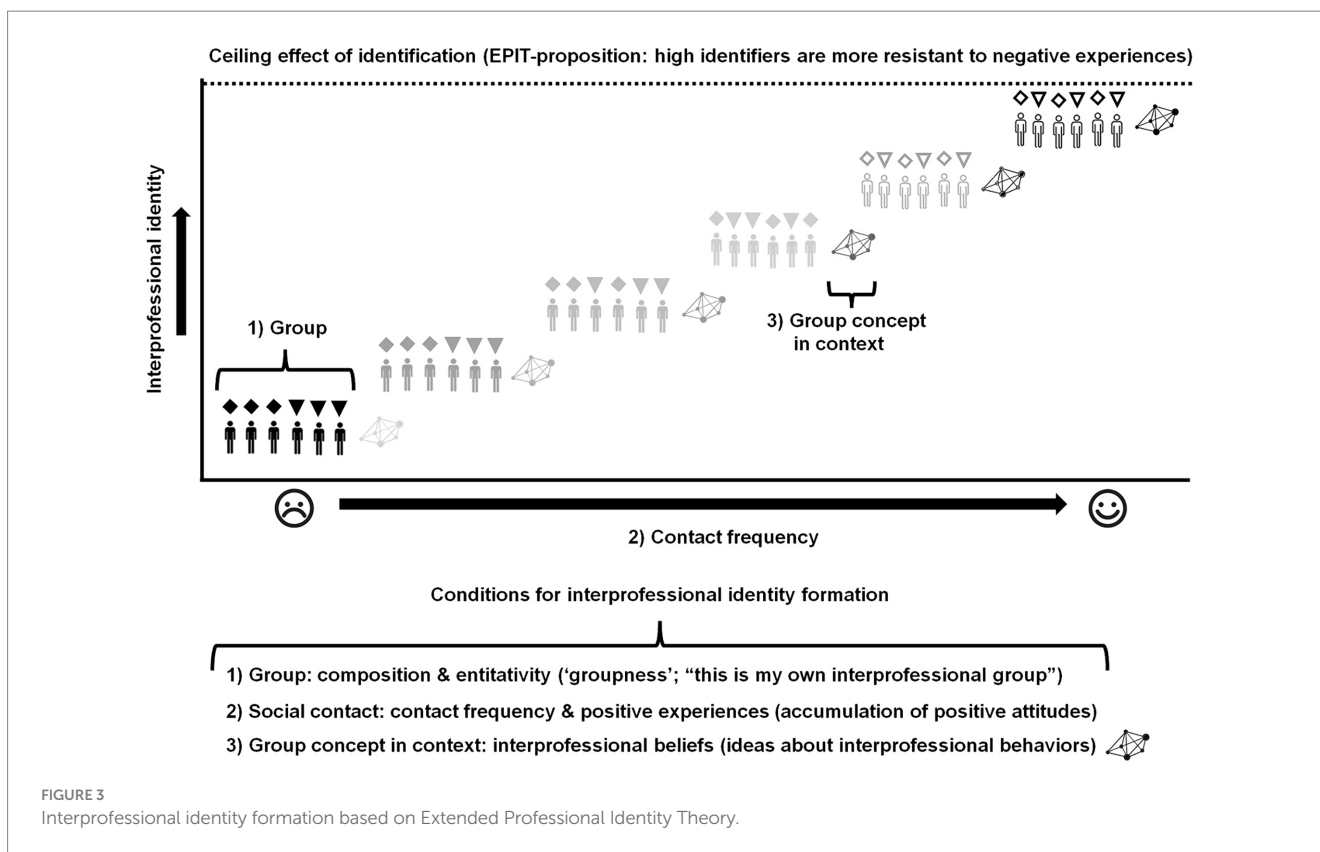 Ceiling effect of identification (EPIT-proposition: high identifiers are more resistant to negative experiences)
Interprofessional identity
1) Group
3) Group concept
in context
2) Contact frequency
Conditions for interprofessional identity formation
1) Group: composition & entitativity (‘groupness’; “this is my own interprofessional group”)
2) Social contact: contact frequency & positive experiences (accumulation of positive attitudes)
3) Group concept in context: interprofessional beliefs (ideas about interprofessional behaviors)
FIGURE 3
Interprofessional identity formation based on Extended Professional Identity Theory.